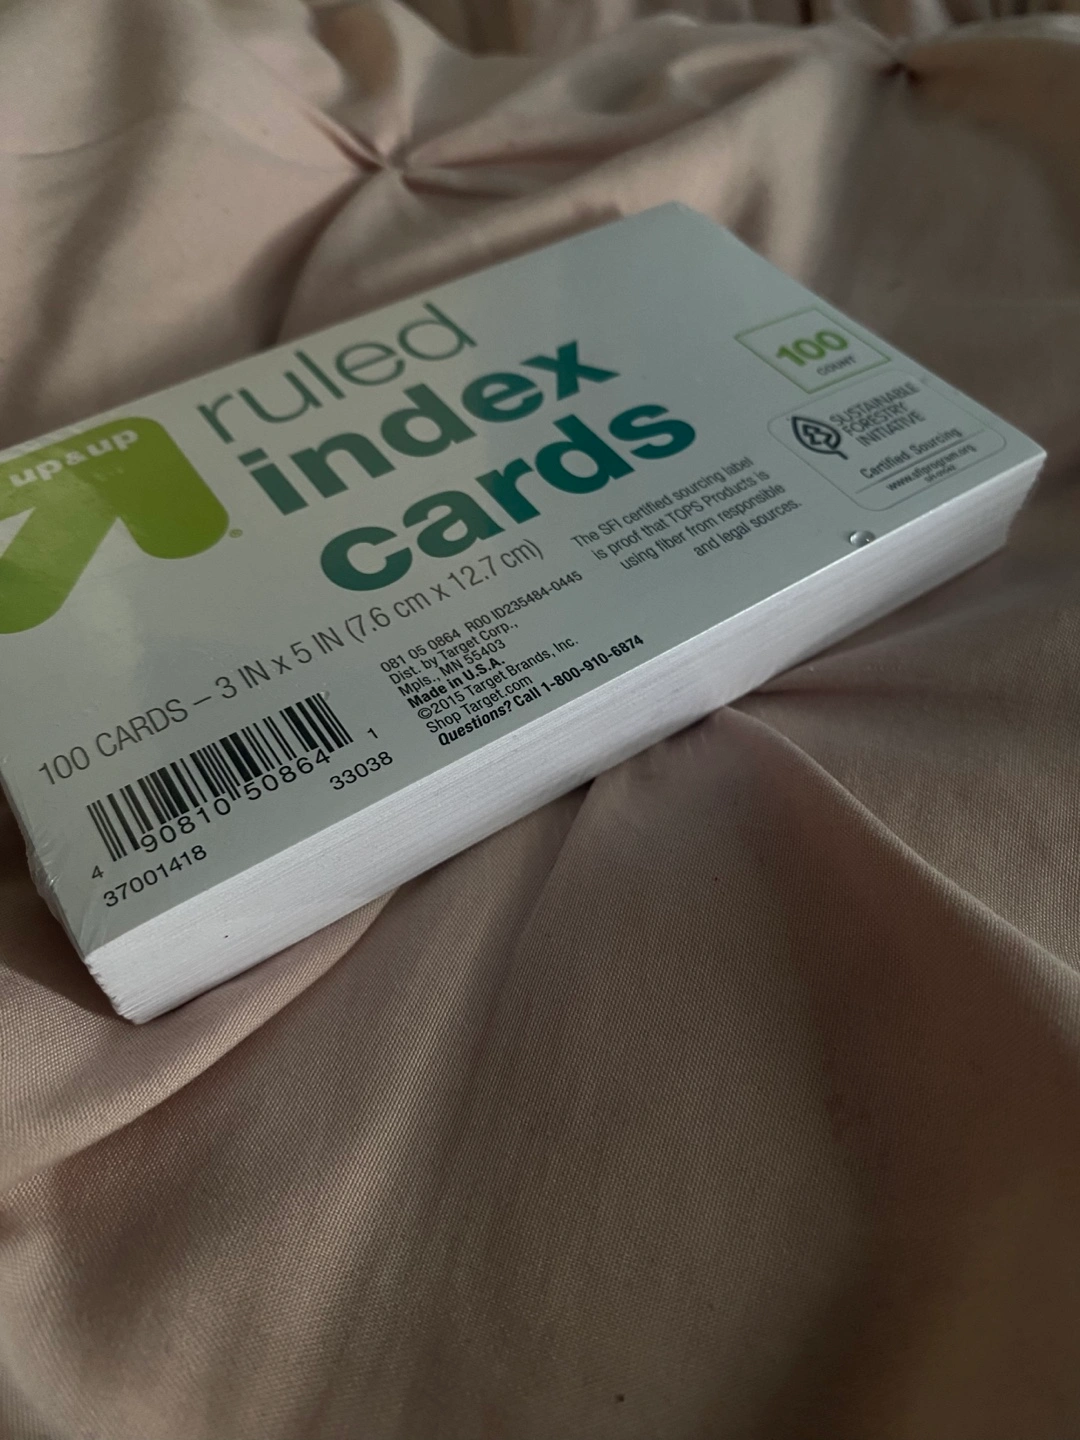 up&up
ruled
index
cards
100 CARDS – 3 IN x 5 IN (7.6 cm x 12.7 cm)
100
COUNT
SUSTAINABLE
FORESTRY
INITIATIVE
Certified Sourcing
www.sfiprogram.org
The SFI certified sourcing label
is proof that TOPS Products is
using fiber from responsible
and legal sources.
081 05 0864 R00 ID235484-0445
Dist. by Target Corp.,
Mpls., MN 55403
Made in U.S.A.
©2015 Target Brands, Inc.
Shop Target.com
Questions? Call 1-800-910-6874
4 90810 50864 1
37001418
33038